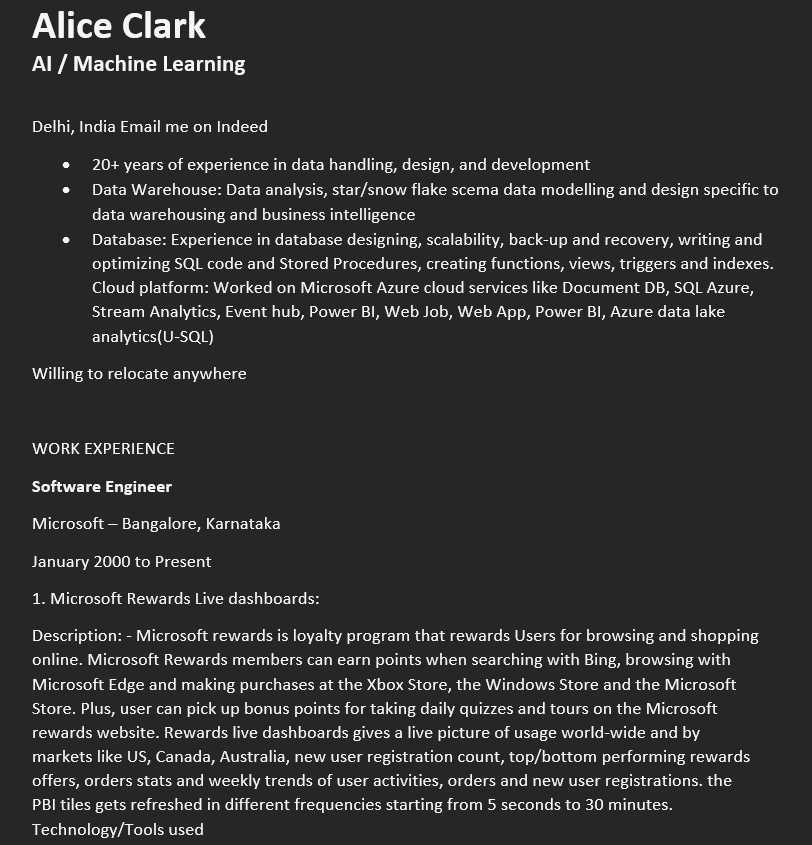 Alice Clark
AI / Machine Learning
Delhi, India Email me on Indeed
• 20+ years of experience in data handling, design, and development
• Data Warehouse: Data analysis, star/snow flake scema data modelling and design specific to
data warehousing and business intelligence
• Database: Experience in database designing, scalability, back-up and recovery, writing and
optimizing SQL code and Stored Procedures, creating functions, views, triggers and indexes.
Cloud platform: Worked on Microsoft Azure cloud services like Document DB, SQL Azure,
Stream Analytics, Event hub, Power BI, Web Job, Web App, Power BI, Azure data lake
analytics(U-SQL)
Willing to relocate anywhere
WORK EXPERIENCE
Software Engineer
Microsoft – Bangalore, Karnataka
January 2000 to Present
1. Microsoft Rewards Live dashboards:
Description: - Microsoft rewards is loyalty program that rewards Users for browsing and shopping
online. Microsoft Rewards members can earn points when searching with Bing, browsing with
Microsoft Edge and making purchases at the Xbox Store, the Windows Store and the Microsoft
Store. Plus, user can pick up bonus points for taking daily quizzes and tours on the Microsoft
rewards website. Rewards live dashboards gives a live picture of usage world-wide and by
markets like US, Canada, Australia, new user registration count, top/bottom performing rewards
offers, orders stats and weekly trends of user activities, orders and new user registrations. the
PBI tiles gets refreshed in different frequencies starting from 5 seconds to 30 minutes.
Technology/Tools used